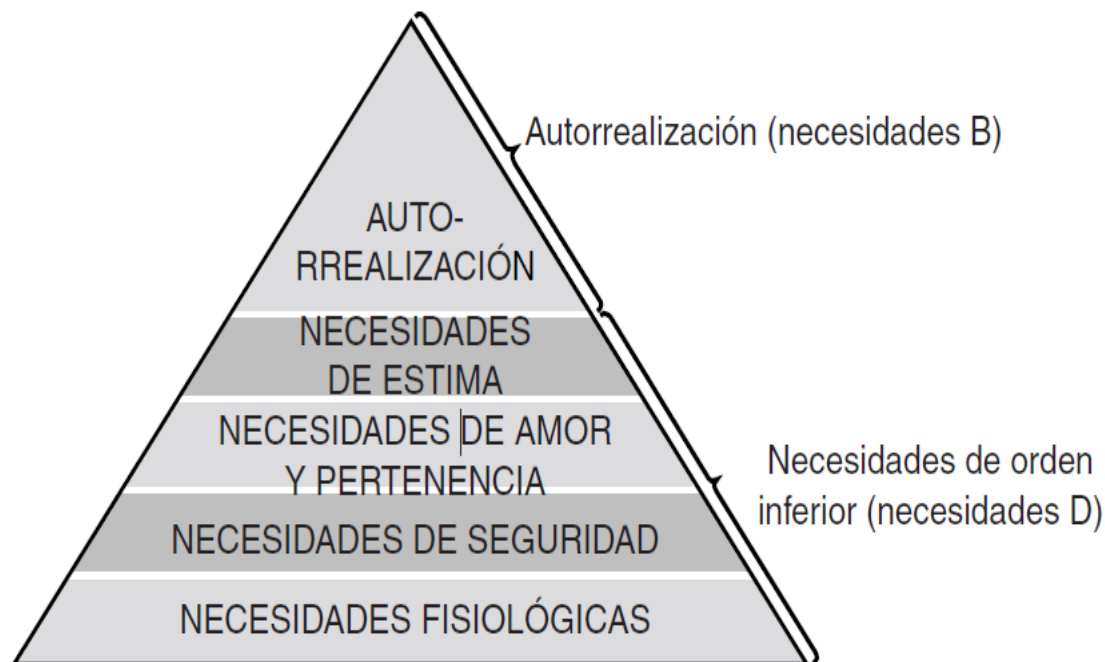 Autorrealización (necesidades B)
AUTO-
RREALIZACIÓN
NECESIDADES
DE ESTIMA
NECESIDADES DE AMOR
Y PERTENENCIA
Necesidades de orden
inferior (necesidades D)
NECESIDADES DE SEGURIDAD
NECESIDADES FISIOLÓGICAS